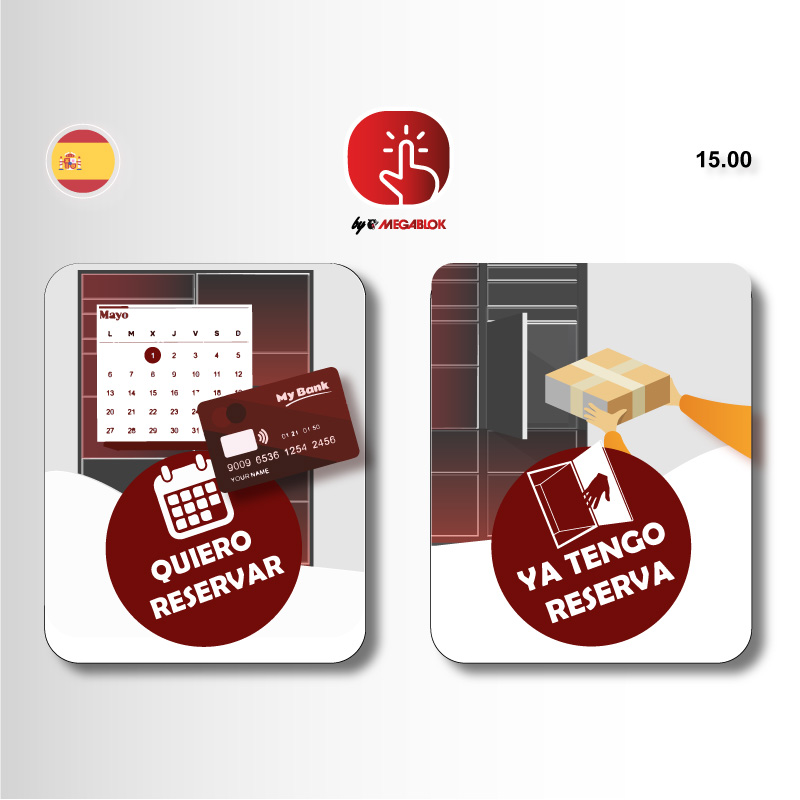 by MEGABLOK
15.00
Mayo
L M X J V S D
1 2 3 4 5
6 7 8 9 10 11 12
13 14 15 16 17 18 19
20 21 22 23 24
27 28 29 30 31
My Bank
01 21 01 50
9009 6536 1254 2456
YOUR NAME
QUIERO
RESERVAR
YA TENGO
RESERVA